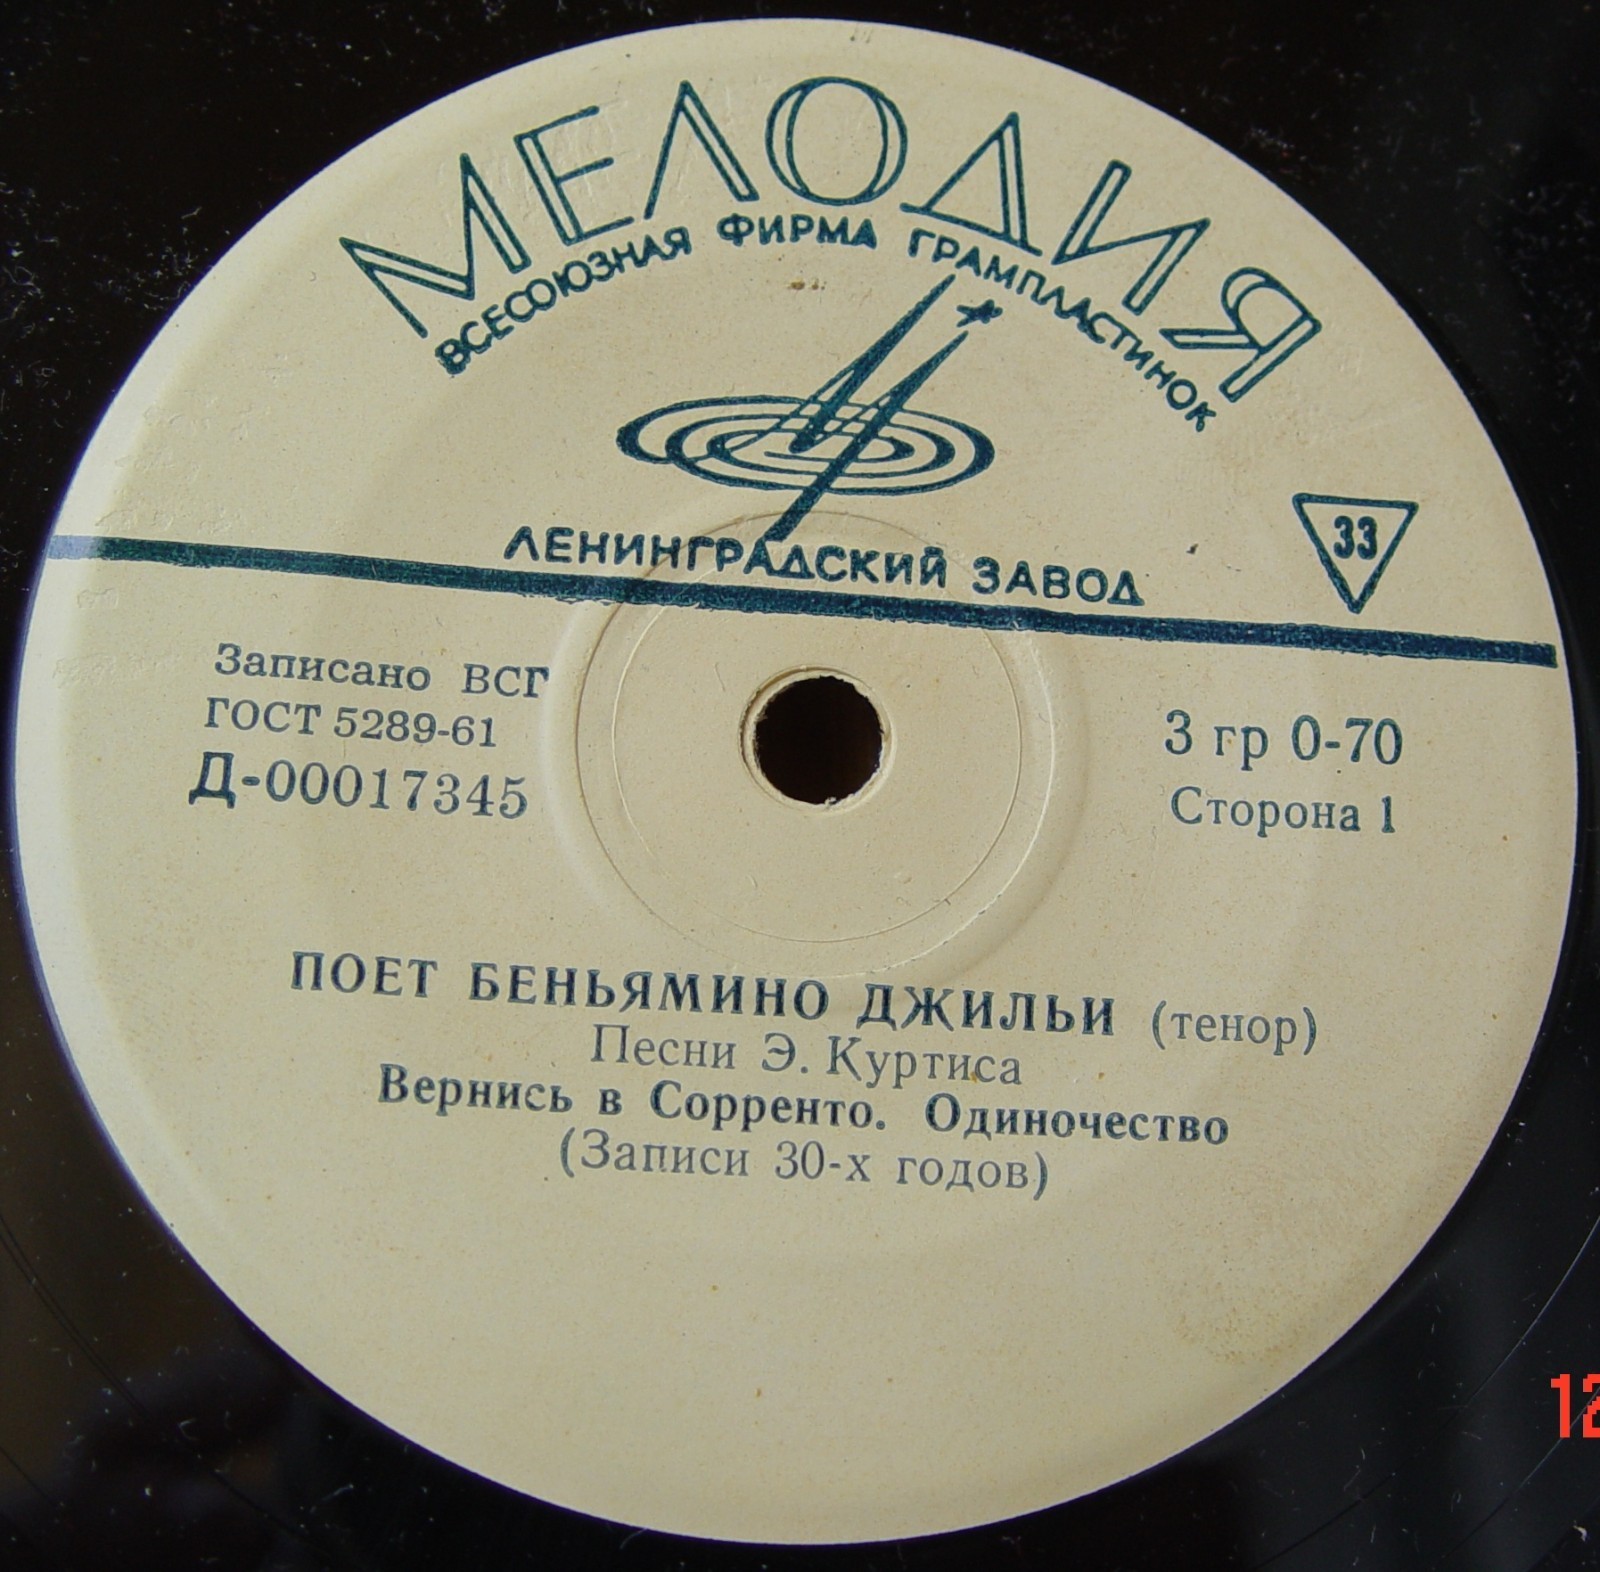 МЕЛОДИЯ
ВСЕСОЮЗНАЯ ФИРМА ГРАМПЛАСТИНОК
ЛЕНИНГРАДСКИЙ ЗАВОД
33
Записано ВСГ
ГОСТ 5289-61
Д-00017345
3 гр 0-70
Сторона 1
ПОЕТ БЕНЬЯМИНО ДЖИЛЬИ (тенор)
Песни Э. Куртиса
Вернись в Сорренто. Одиночество
(Записи 30-х годов)
12